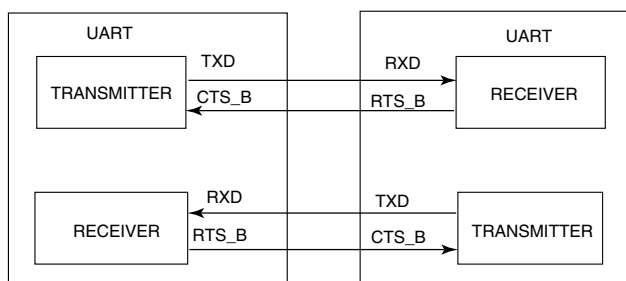 UART UART
TXD RXD
TRANSMITTER CTS_B RTS_B RECEIVER
RXD TXD
RECEIVER RTS_B CTS_B TRANSMITTER